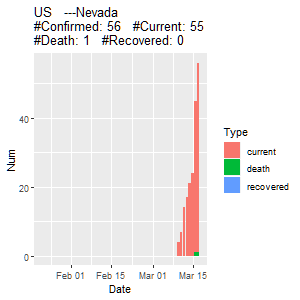 US   ---Nevada
#Confirmed: 56   #Current: 55
#Death: 1   #Recovered: 0
40
20
0
Num
Feb 01
Feb 15
Mar 01
Mar 15
Date
Type
current
death
recovered